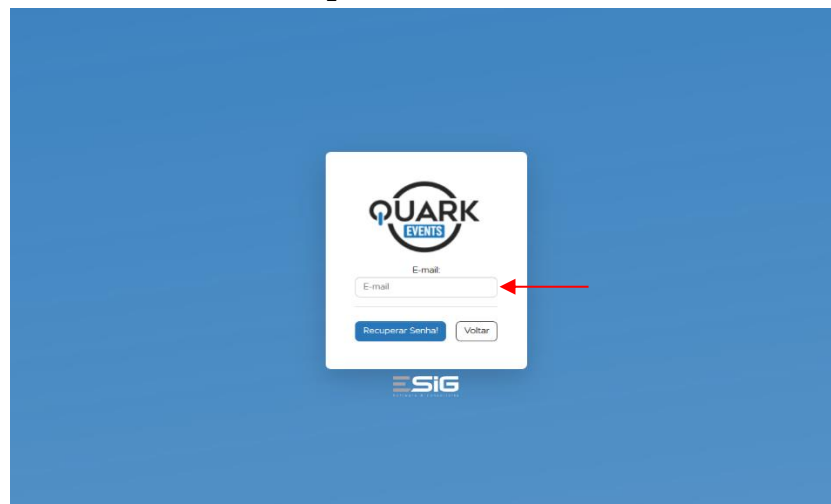 QUARK
EVENTS
E-mail:
E-mail
Recuperar Senha!
Voltar
ESiG